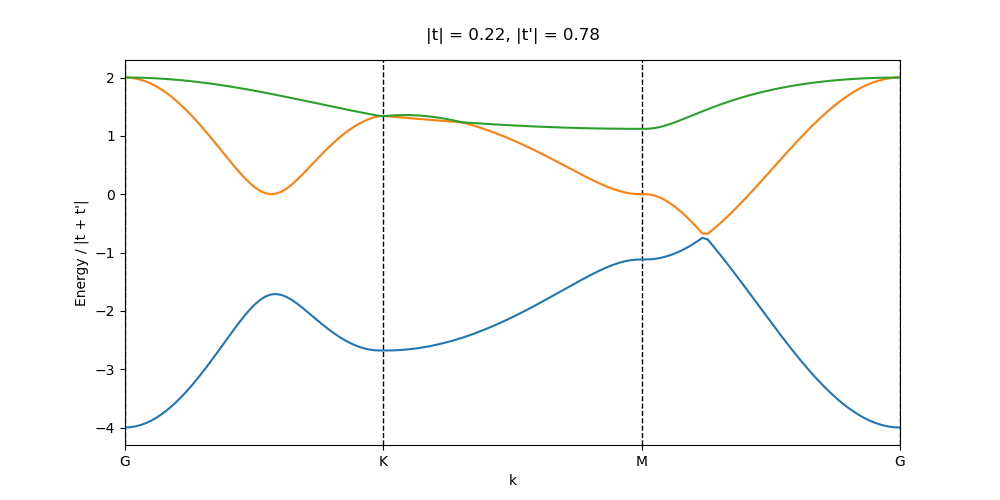 |t| = 0.22, |t'| = 0.78
Energy / |t + t'|
2
1
0
−1
−2
−3
−4
G K M G
k